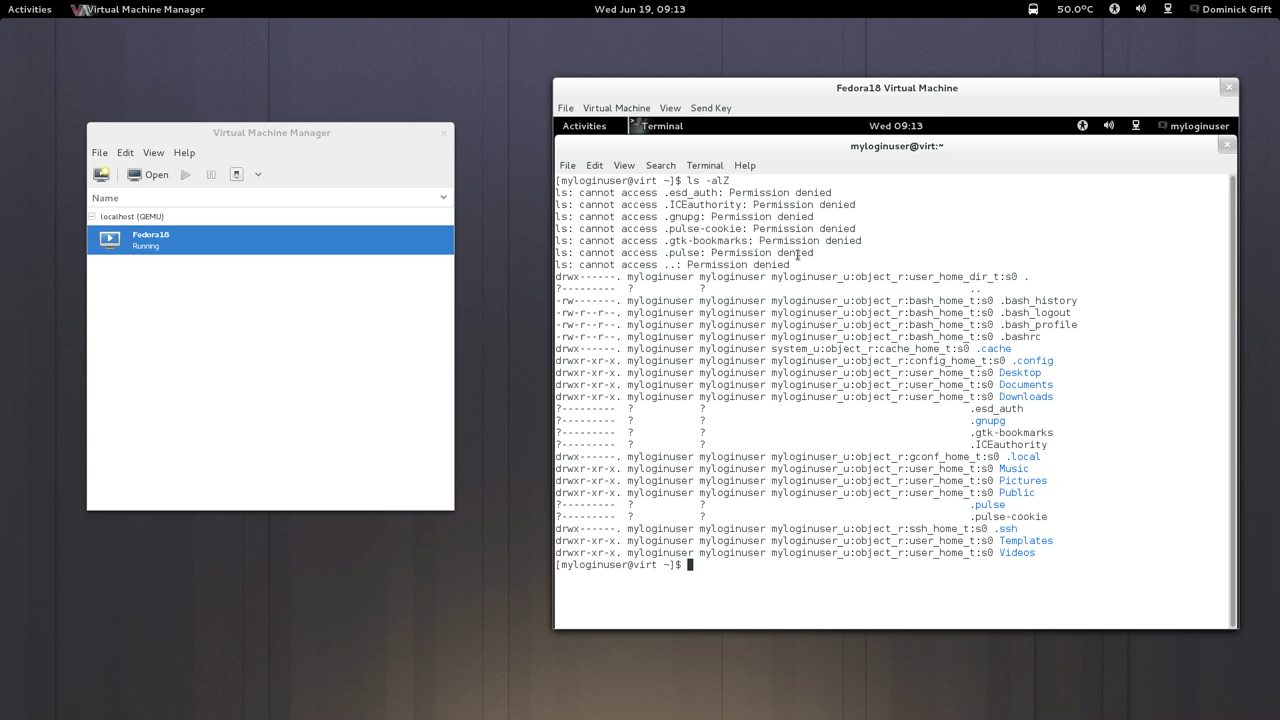 Activities Virtual Machine Manager Wed Jun 19, 09:13 50.0°C Dominick Grift
Virtual Machine Manager
File Edit View Help
Open
Name
localhost (QEMU)
Fedora18
Running
Fedora18 Virtual Machine
File Virtual Machine View Send Key
Activities Terminal Wed 09:13 myloginuser
myloginuser@virt:~
File Edit View Search Terminal Help
[myloginuser@virt ~]$ ls -alZ
ls: cannot access .esd_auth: Permission denied
ls: cannot access .ICEauthority: Permission denied
ls: cannot access .gnupg: Permission denied
ls: cannot access .pulse-cookie: Permission denied
ls: cannot access .gtk-bookmarks: Permission denied
ls: cannot access .pulse: Permission denied
ls: cannot access ..: Permission denied
drwx------. myloginuser myloginuser myloginuser_u:object_r:user_home_dir_t:s0 .
?--------- ? ? ..
-rw-------. myloginuser myloginuser myloginuser_u:object_r:bash_home_t:s0 .bash_history
-rw-r--r--. myloginuser myloginuser myloginuser_u:object_r:bash_home_t:s0 .bash_logout
-rw-r--r--. myloginuser myloginuser myloginuser_u:object_r:bash_home_t:s0 .bash_profile
-rw-r--r--. myloginuser myloginuser myloginuser_u:object_r:bash_home_t:s0 .bashrc
drwx------. myloginuser myloginuser system_u:object_r:cache_home_t:s0 .cache
drwxr-xr-x. myloginuser myloginuser myloginuser_u:object_r:config_home_t:s0 .config
drwxr-xr-x. myloginuser myloginuser myloginuser_u:object_r:user_home_t:s0 Desktop
drwxr-xr-x. myloginuser myloginuser myloginuser_u:object_r:user_home_t:s0 Documents
drwxr-xr-x. myloginuser myloginuser myloginuser_u:object_r:user_home_t:s0 Downloads
?--------- ? ? .esd_auth
?--------- ? ? .gnupg
?--------- ? ? .gtk-bookmarks
?--------- ? ? .ICEauthority
drwx------. myloginuser myloginuser myloginuser_u:object_r:gconf_home_t:s0 .local
drwxr-xr-x. myloginuser myloginuser myloginuser_u:object_r:user_home_t:s0 Music
drwxr-xr-x. myloginuser myloginuser myloginuser_u:object_r:user_home_t:s0 Pictures
drwxr-xr-x. myloginuser myloginuser myloginuser_u:object_r:user_home_t:s0 Public
?--------- ? ? .pulse
?--------- ? ? .pulse-cookie
drwx------. myloginuser myloginuser myloginuser_u:object_r:ssh_home_t:s0 .ssh
drwxr-xr-x. myloginuser myloginuser myloginuser_u:object_r:user_home_t:s0 Templates
drwxr-xr-x. myloginuser myloginuser myloginuser_u:object_r:user_home_t:s0 Videos
[myloginuser@virt ~]$